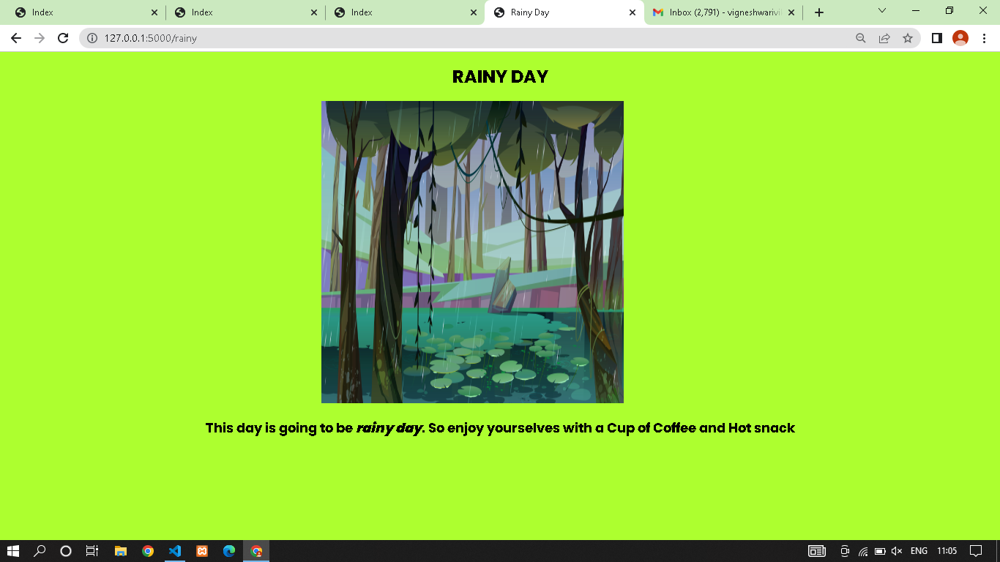 Index
Index
Index
Rainy Day
Inbox (2,791) - vigneshwarivi
127.0.0.1:5000/rainy
RAINY DAY
This day is going to be rainy day. So enjoy yourselves with a Cup of Coffee and Hot snack
ENG
11:05